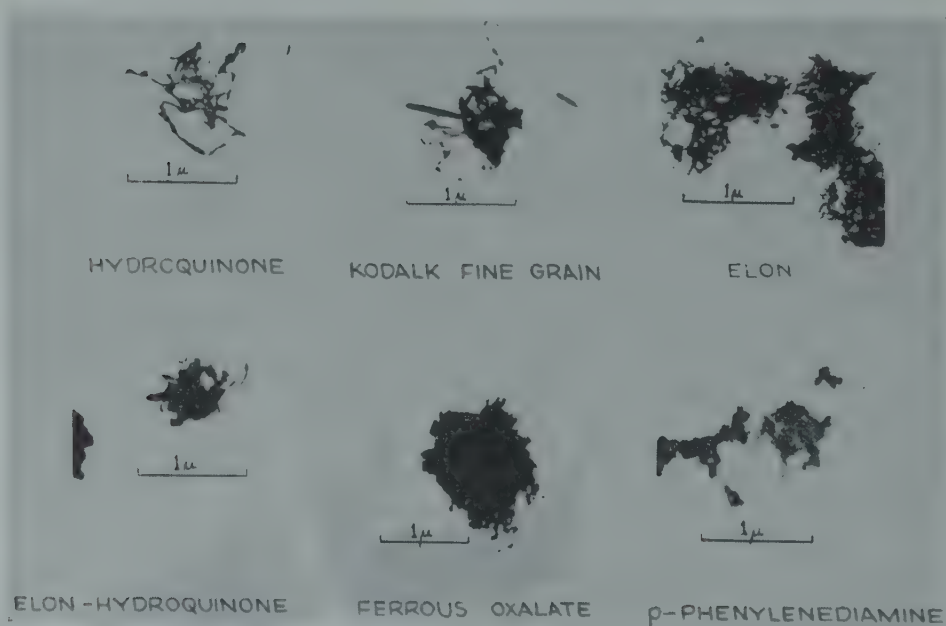 1μ
1μ
1μ
HYDRCQUINONE
KODALK FINE GRAIN
ELON
1μ
1μ
1μ
ELON-HYDROQUINONE
FERROUS OXALATE
p-PHENYLENEDIAMINE